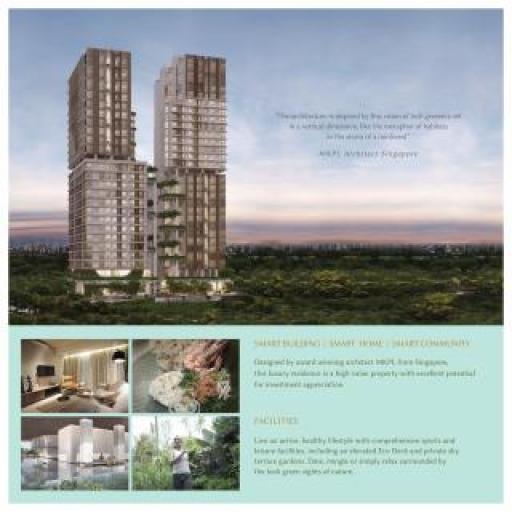 "The architecture is inspired by the vision of lush greenery set
in a vertical dimension, like the metaphor of habitats
in the strata of a rainforest"
MKPL Architect Singapore
SMART BUILDING | SMART HOME | SMART COMMUNITY
Designed by award winning architect MKPL from Singapore,
this luxury residence is a high value property with excellent potential
for investment appreciation.
FACILITIES
Live an active, healthy lifestyle with comprehensive sports and
leisure facilities, including an elevated Eco Deck and private sky
terrace gardens. Dine, mingle or simply relax surrounded by
the lush green sights of nature.